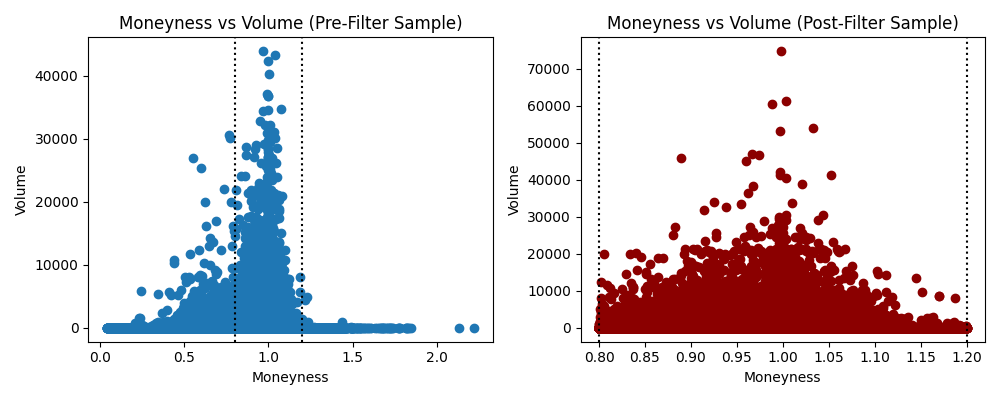 Moneyness vs Volume (Pre-Filter Sample)
Volume
40000
30000
20000
10000
0
0.0 0.5 1.0 1.5 2.0
Moneyness
Moneyness vs Volume (Post-Filter Sample)
Volume
70000
60000
50000
40000
30000
20000
10000
0
0.80 0.85 0.90 0.95 1.00 1.05 1.10 1.15 1.20
Moneyness